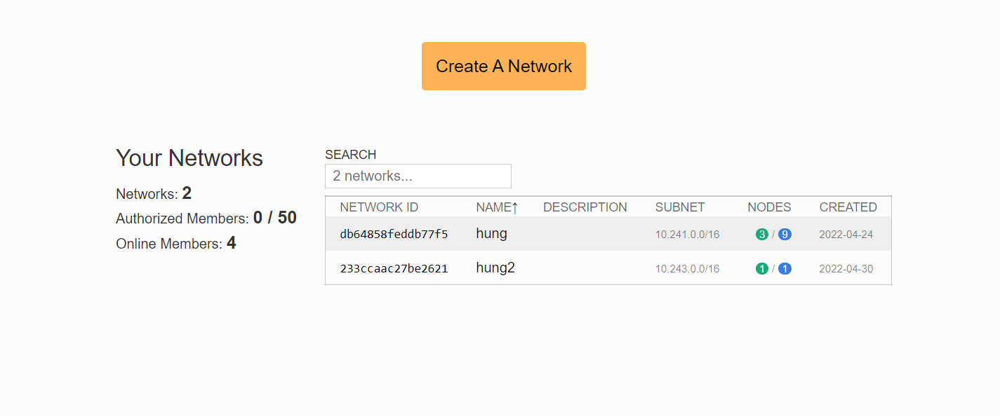 Create A Network
Your Networks
Networks: 2
Authorized Members: 0 / 50
Online Members: 4
SEARCH
2 networks...
NETWORK ID NAME↑ DESCRIPTION SUBNET NODES CREATED
db64858feddb77f5 hung 10.241.0.0/16 3 / 9 2022-04-24
233ccaac27be2621 hung2 10.243.0.0/16 1 / 1 2022-04-30